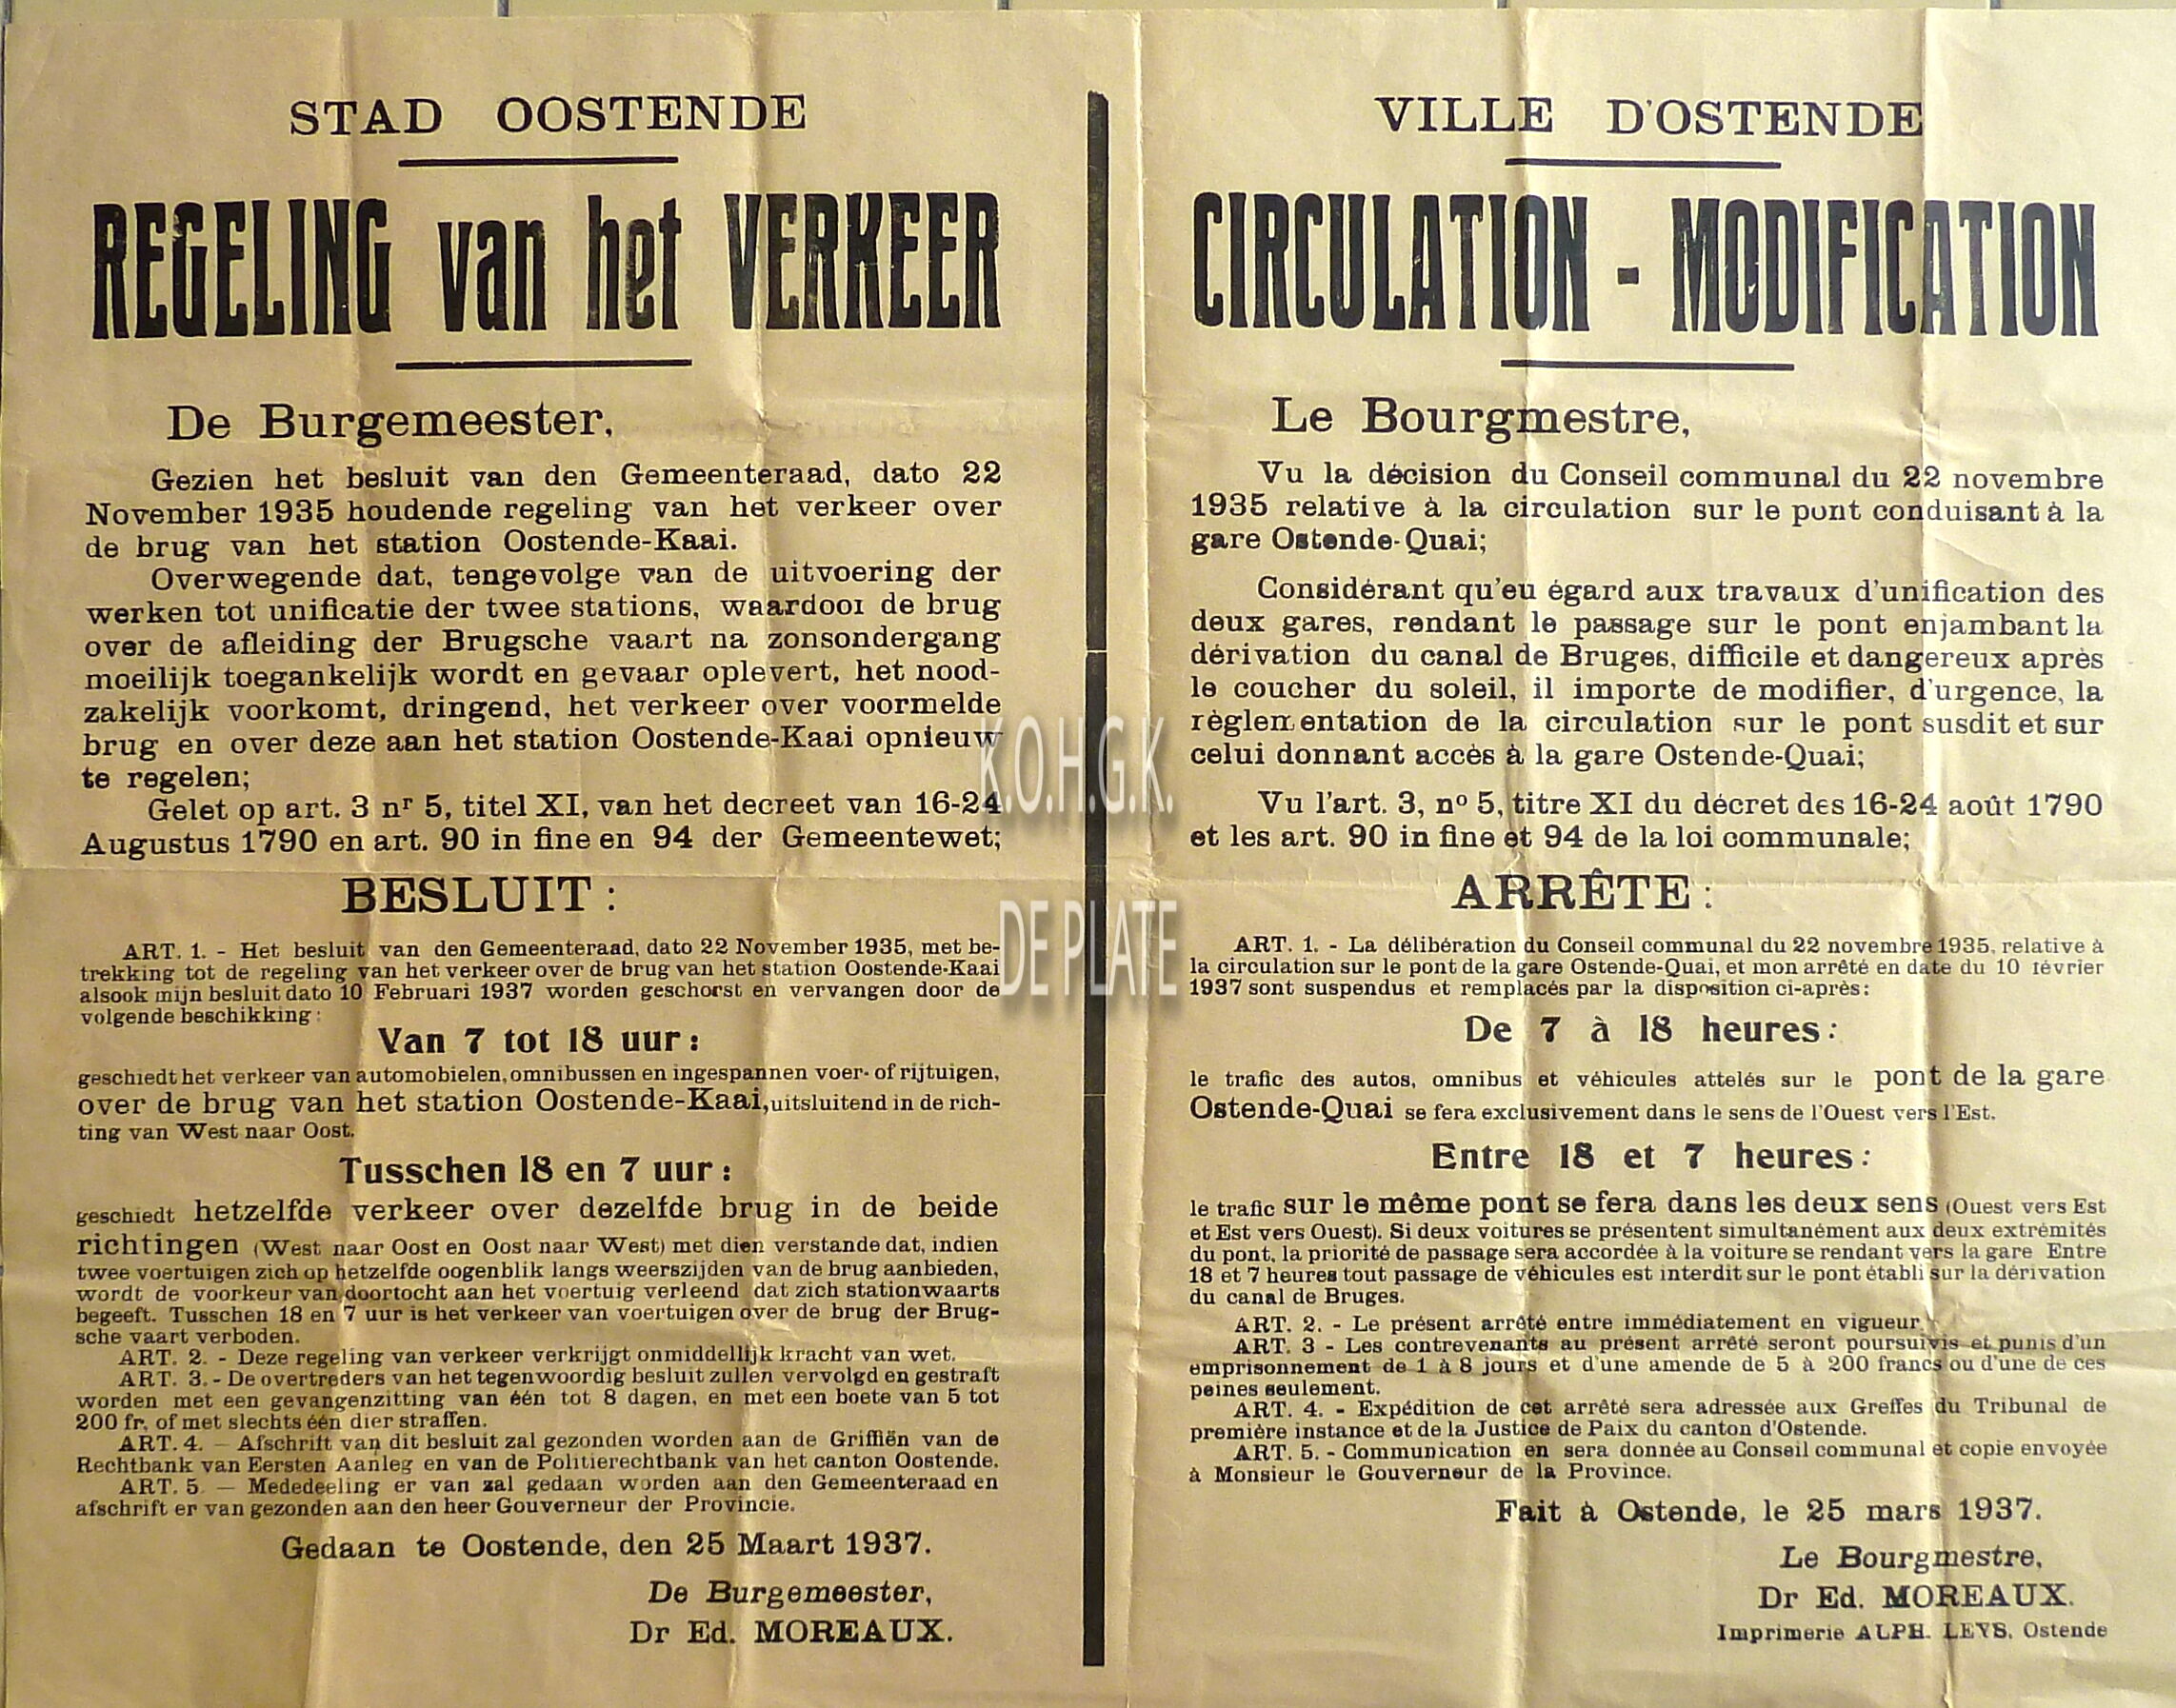 STAD OOSTENDE
REGELING van het VERKEER
De Burgemeester,
Gezien het besluit van den Gemeenteraad, dato 22
November 1935 houdende regeling van het verkeer over
de brug van het station Oostende-Kaai.
Overwegende dat, tengevolge van de uitvoering der
werken tot unificatie der twee stations, waardoor de brug
over de afleiding der Brugsche vaart na zonsondergang
moeilijk toegankelijk wordt en gevaar oplevert, het nood-
zakelijk voorkomt, dringend, het verkeer over voormelde
brug en over deze aan het station Oostende-Kaai opnieuw
te regelen;
Gelet op art. 3 nr 5, titel XI, van het decreet van 16-24
Augustus 1790 en art. 90 in fine en 94 der Gemeentewet;
BESLUIT :
ART. 1. - Het besluit van den Gemeenteraad, dato 22 November 1935, met be-
trekking tot de regeling van het verkeer over de brug van het station Oostende-Kaai
alsook mijn besluit dato 10 Februari 1937 worden geschorst en vervangen door de
volgende beschikking :
Van 7 tot 18 uur :
geschiedt het verkeer van automobielen, omnibussen en ingespannen voer- of rijtuigen,
over de brug van het station Oostende-Kaai, uitsluitend in de rich-
ting van West naar Oost.
Tusschen 18 en 7 uur :
geschiedt hetzelfde verkeer over dezelfde brug in de beide
richtingen (West naar Oost en Oost naar West) met dien verstande dat, indien
twee voertuigen zich op hetzelfde oogenblik langs weerszijden van de brug aanbieden,
wordt de voorkeur van doortocht aan het voertuig verleend dat zich stationwaarts
begeeft. Tusschen 18 en 7 uur is het verkeer van voertuigen over de brug der Brug-
sche vaart verboden.
ART. 2. - Deze regeling van verkeer verkrijgt onmiddellijk kracht van wet.
ART. 3. - De overtreders van het tegenwoordig besluit zullen vervolgd en gestraft
worden met een gevangenzitting van één tot 8 dagen, en met een boete van 5 tot
200 fr. of met slechts één dier straffen.
ART. 4. — Afschrift van dit besluit zal gezonden worden aan de Griffiën van de
Rechtbank van Eersten Aanleg en van de Politierechtbank van het canton Oostende.
ART. 5 — Mededeeling er van zal gedaan worden aan den Gemeenteraad en
afschrift er van gezonden aan den heer Gouverneur der Provincie.
Gedaan te Oostende, den 25 Maart 1937.
De Burgemeester,
Dr Ed. MOREAUX.
VILLE D'OSTENDE
CIRCULATION - MODIFICATION
Le Bourgmestre,
Vu la décision du Conseil communal du 22 novembre
1935 relative à la circulation sur le pont conduisant à la
gare Ostende-Quai;
Considérant qu'eu égard aux travaux d'unification des
deux gares, rendant le passage sur le pont enjambant la
dérivation du canal de Bruges, difficile et dangereux après
le coucher du soleil, il importe de modifier, d'urgence, la
règlementation de la circulation sur le pont susdit et sur
celui donnant accès à la gare Ostende-Quai;
Vu l'art. 3, no 5, titre XI du décret des 16-24 août 1790
et les art. 90 in fine et 94 de la loi communale;
ARRÊTE :
ART. 1. - La délibération du Conseil communal du 22 novembre 1935, relative à
la circulation sur le pont de la gare Ostende-Quai, et mon arrêté en date du 10 février
1937 sont suspendus et remplacés par la disposition ci-après :
De 7 à 18 heures :
le trafic des autos, omnibus et véhicules attelés sur le pont de la gare
Ostende-Quai se fera exclusivement dans le sens de l'Ouest vers l'Est.
Entre 18 et 7 heures :
le trafic sur le même pont se fera dans les deux sens (Ouest vers Est
et Est vers Ouest). Si deux voitures se présentent simultanément aux deux extrémités
du pont, la priorité de passage sera accordée à la voiture se rendant vers la gare Entre
18 et 7 heures tout passage de véhicules est interdit sur le pont établi sur la dérivation
du canal de Bruges.
ART. 2. - Le présent arrêté entre immédiatement en vigueur.
ART. 3 - Les contrevenants au présent arrêté seront poursuivis et punis d'un
emprisonnement de 1 à 8 jours et d'une amende de 5 à 200 francs ou d'une de ces
peines seulement.
ART. 4. - Expédition de cet arrêté sera adressée aux Greffes du Tribunal de
première instance et de la Justice de Paix du canton d'Ostende.
ART. 5. - Communication en sera donnée au Conseil communal et copie envoyée
à Monsieur le Gouverneur de la Province.
Fait à Ostende, le 25 mars 1937.
Le Bourgmestre,
Dr Ed. MOREAUX.
Imprimerie ALPH. LEYS. Ostende
K.O.H.G.K.
DE PLATE